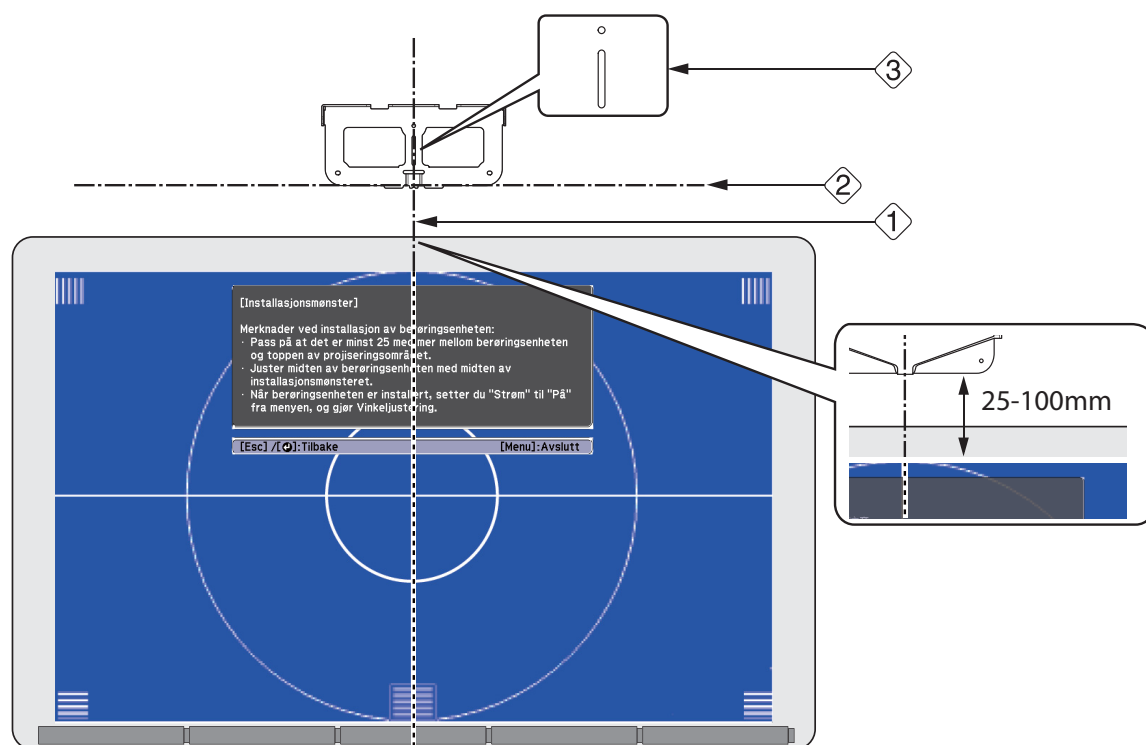 3
2
1
[Installasjonsmønster]
Merknader ved installasjon av berøringsenheten:
· Pass på at det er minst 25 med mer mellom berøringsenheten
og toppen av projiseringsområdet.
· Juster midten av berøringsenheten med midten av
installasjonsmønsteret.
· Når berøringsenheten er installert, setter du "Strøm" til "På"
fra menyen, og gjør Vinkeljustering.
[Esc] /[⏎]:Tilbake [Menu]:Avslutt
25-100mm